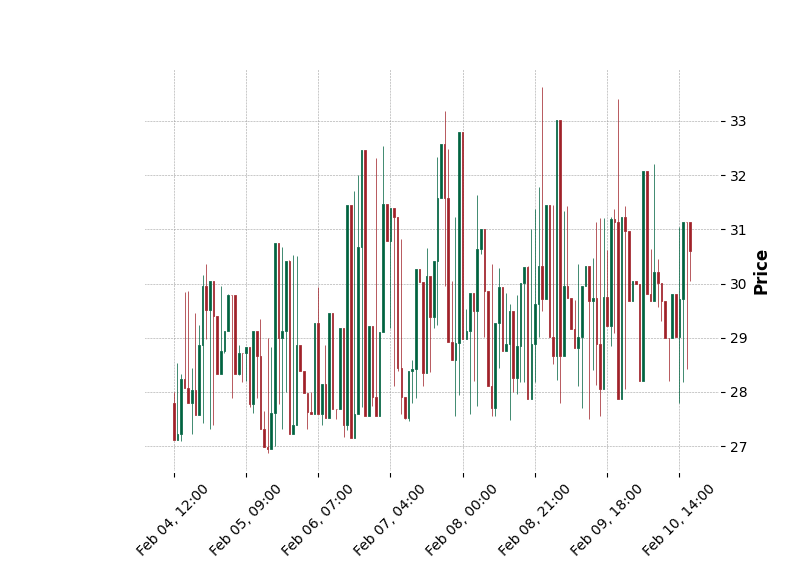 33
32
31
30
29
28
27
Price
Feb 04, 12:00
Feb 05, 09:00
Feb 06, 07:00
Feb 07, 04:00
Feb 08, 00:00
Feb 08, 21:00
Feb 09, 18:00
Feb 10, 14:00